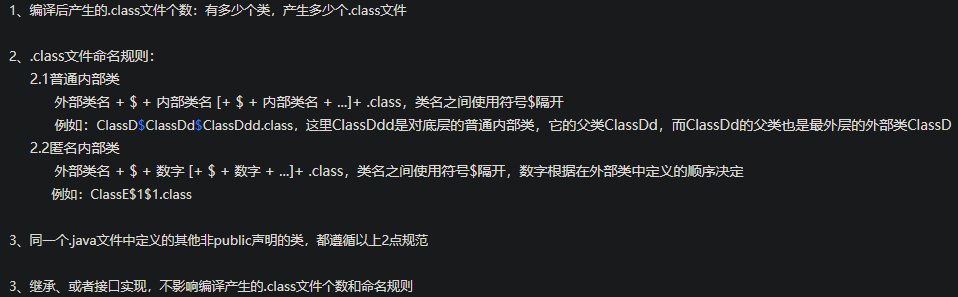 1、编译后产生的.class文件个数：有多少个类，产生多少个.class文件
2、.class文件命名规则：
2.1普通内部类
外部类名 + $ + 内部类名 [+ $ + 内部类名 + ...]+ .class，类名之间使用符号$隔开
例如：ClassD$ClassDd$ClassDdd.class，这里ClassDdd是对底层的普通内部类，它的父类ClassDd，而ClassDd的父类也是最外层的外部类ClassD
2.2匿名内部类
外部类名 + $ + 数字 [+ $ + 数字 + ...]+ .class，类名之间使用符号$隔开，数字根据在外部类中定义的顺序决定
例如：ClassE$1$1.class
3、同一个.java文件中定义的其他非public声明的类，都遵循以上2点规范
3、继承、或者接口实现，不影响编译产生的.class文件个数和命名规则